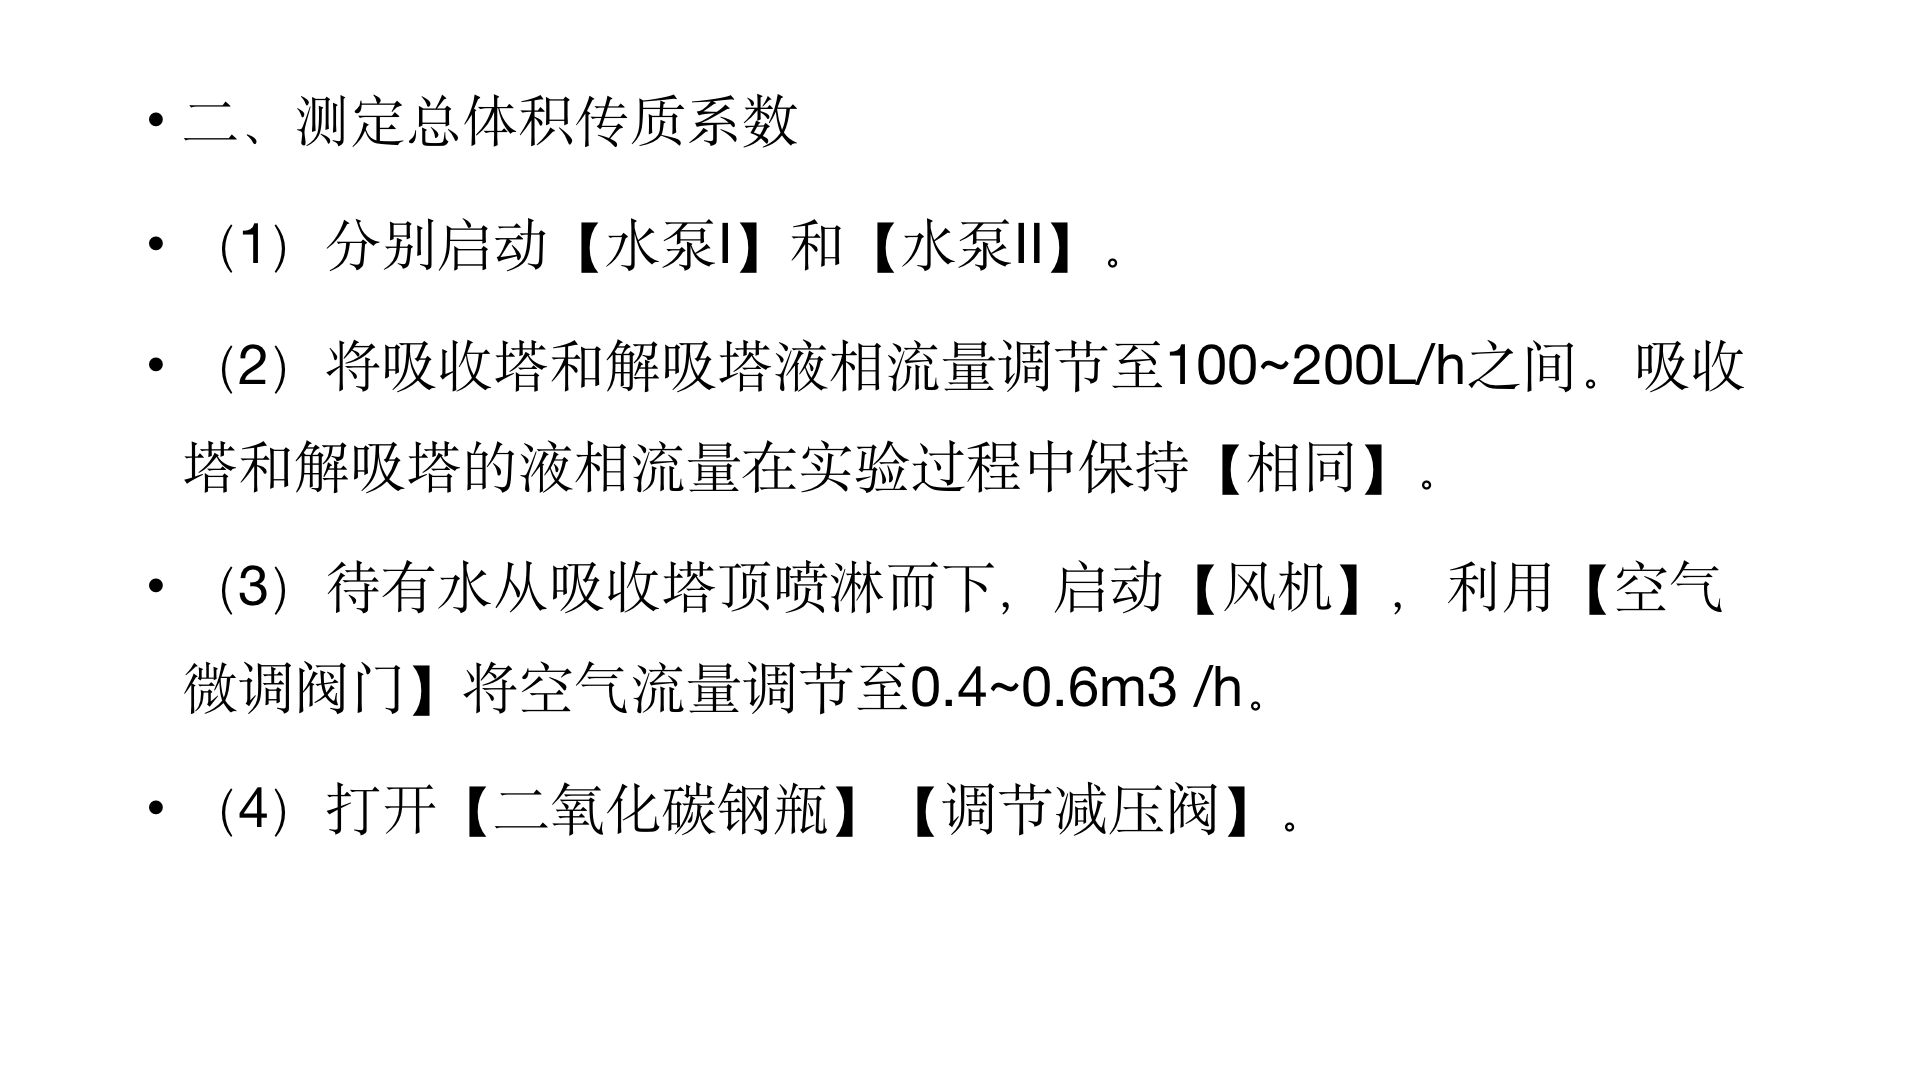 • 二、测定总体积传质系数
• （1）分别启动【水泵I】和【水泵II】。
• （2）将吸收塔和解吸塔液相流量调节至100~200L/h之间。吸收
塔和解吸塔的液相流量在实验过程中保持【相同】。
• （3）待有水从吸收塔顶喷淋而下，启动【风机】，利用【空气
微调阀门】将空气流量调节至0.4~0.6m3 /h。
• （4）打开【二氧化碳钢瓶】【调节减压阀】。